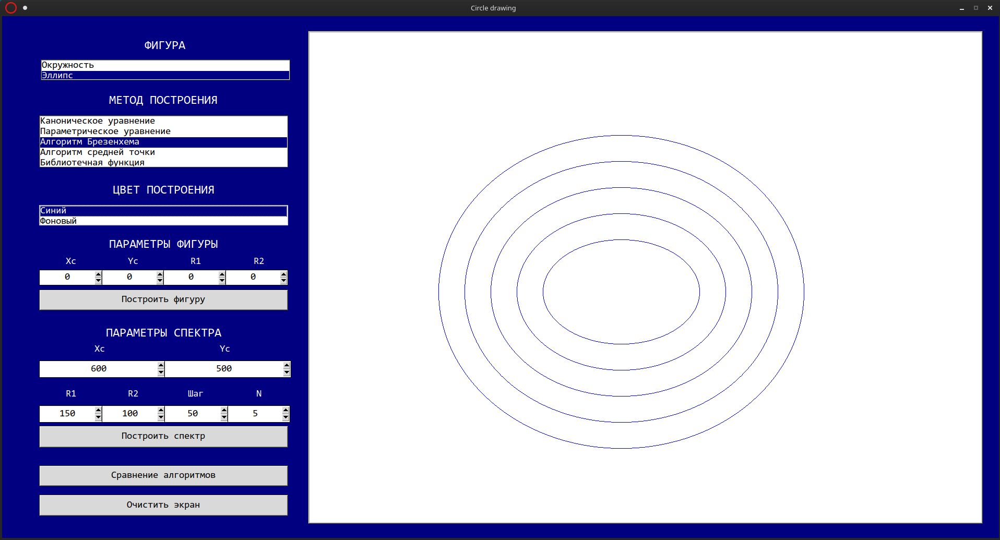 Circle drawing
ФИГУРА
Окружность
Эллипс
МЕТОД ПОСТРОЕНИЯ
Каноническое уравнение
Параметрическое уравнение
Алгоритм Брезенхема
Алгоритм средней точки
Библиотечная функция
ЦВЕТ ПОСТРОЕНИЯ
Синий
Фоновый
ПАРАМЕТРЫ ФИГУРЫ
Xc Yc R1 R2
0 0 0 0
Построить фигуру
ПАРАМЕТРЫ СПЕКТРА
Xc Yc
600 500
R1 R2 Шаг N
150 100 50 5
Построить спектр
Сравнение алгоритмов
Очистить экран